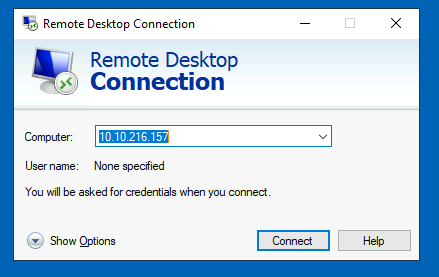 Remote Desktop Connection
Remote Desktop
Connection
Computer: 10.10.216.157
User name: None specified
You will be asked for credentials when you connect.
Show Options Connect Help